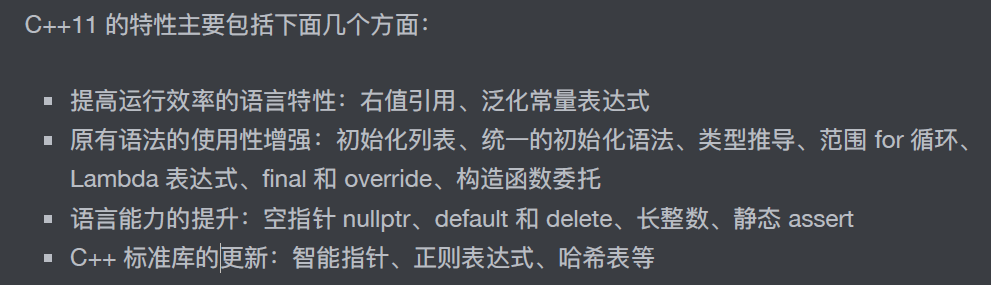 C++11 的特性主要包括下面几个方面：
▪ 提高运行效率的语言特性：右值引用、泛化常量表达式
▪ 原有语法的使用性增强：初始化列表、统一的初始化语法、类型推导、范围 for 循环、
Lambda 表达式、final 和 override、构造函数委托
▪ 语言能力的提升：空指针 nullptr、default 和 delete、长整数、静态 assert
▪ C++ 标准库的更新：智能指针、正则表达式、哈希表等